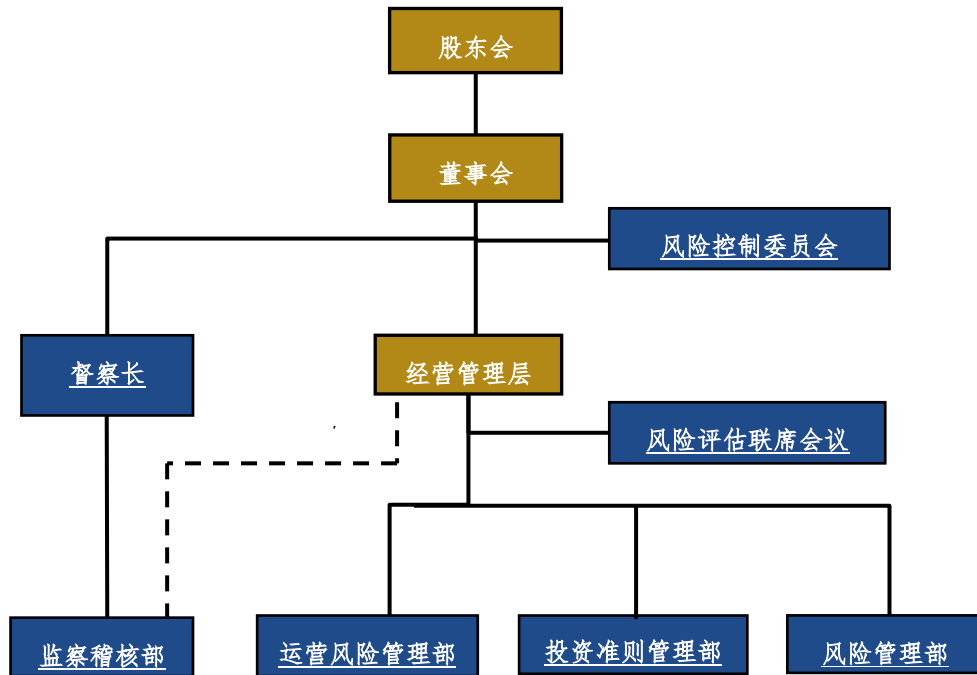 股东会
董事会
风险控制委员会
督察长
经营管理层
风险评估联席会议
监察稽核部
运营风险管理部
投资准则管理部
风险管理部